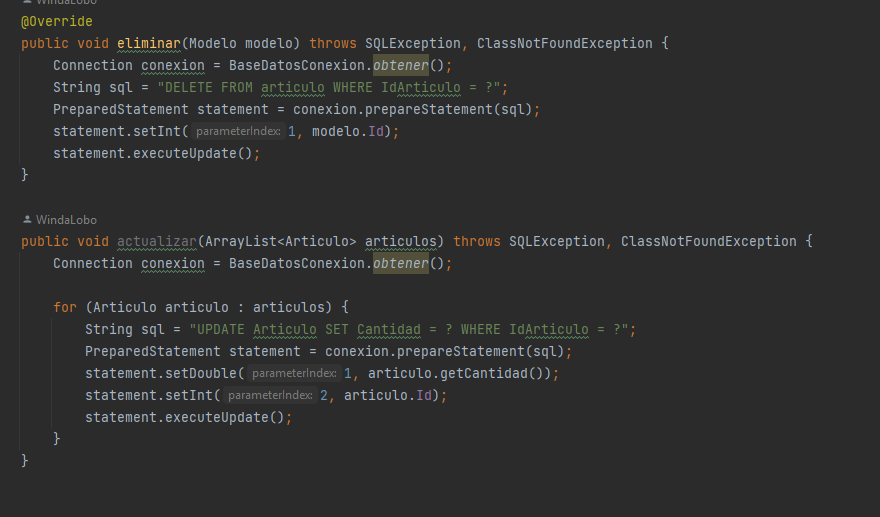 WindaLobo
@Override
public void eliminar(Modelo modelo) throws SQLException, ClassNotFoundException {
    Connection conexion = BaseDatosConexion.obtener();
    String sql = "DELETE FROM articulo WHERE IdArticulo = ?";
    PreparedStatement statement = conexion.prepareStatement(sql);
    statement.setInt( parameterIndex: 1, modelo.Id);
    statement.executeUpdate();
}
WindaLobo
public void actualizar(ArrayList<Articulo> articulos) throws SQLException, ClassNotFoundException {
    Connection conexion = BaseDatosConexion.obtener();
    for (Articulo articulo : articulos) {
        String sql = "UPDATE Articulo SET Cantidad = ? WHERE IdArticulo = ?";
        PreparedStatement statement = conexion.prepareStatement(sql);
        statement.setDouble( parameterIndex: 1, articulo.getCantidad());
        statement.setInt( parameterIndex: 2, articulo.Id);
        statement.executeUpdate();
    }
}